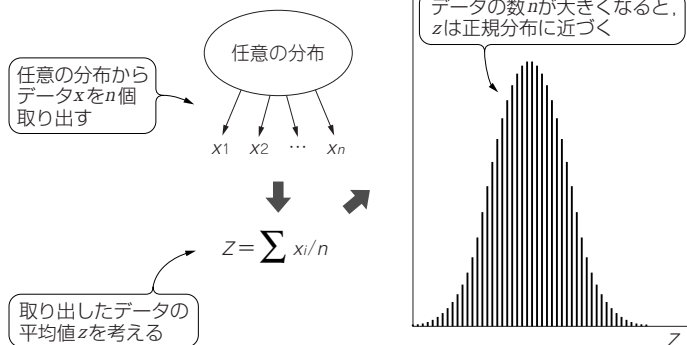 任意の分布
任意の分布から
データxをn個
取り出す
x1 x2 … xn
Z=∑ xi/n
取り出したデータの
平均値zを考える
データの数nが大きくなると,
zは正規分布に近づく
Z